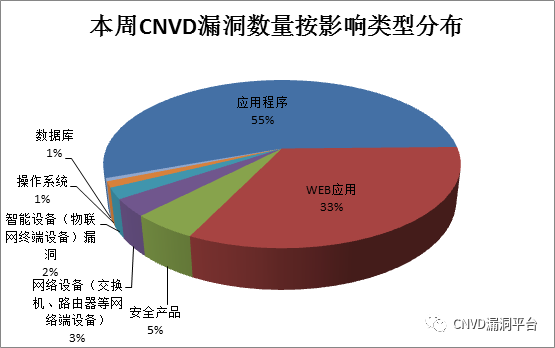 本周CNVD漏洞数量按影响类型分布
应用程序
55%
WEB应用
33%
安全产品
5%
网络设备（交换
机、路由器等网
络端设备）
3%
智能设备（物联
网终端设备）漏
洞
2%
操作系统
1%
数据库
1%
CNVD漏洞平台